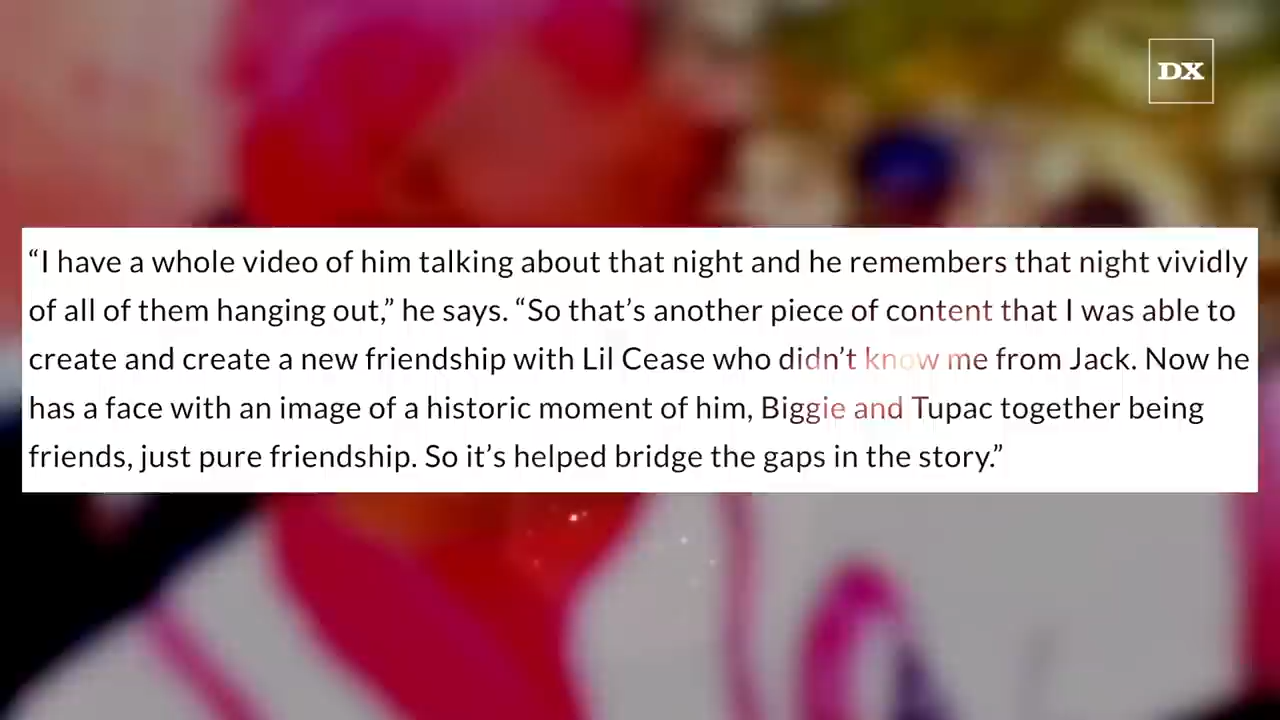 DX
“I have a whole video of him talking about that night and he remembers that night vividly
of all of them hanging out,” he says. “So that’s another piece of content that I was able to
create and create a new friendship with Lil Cease who didn’t know me from Jack. Now he
has a face with an image of a historic moment of him, Biggie and Tupac together being
friends, just pure friendship. So it’s helped bridge the gaps in the story.”